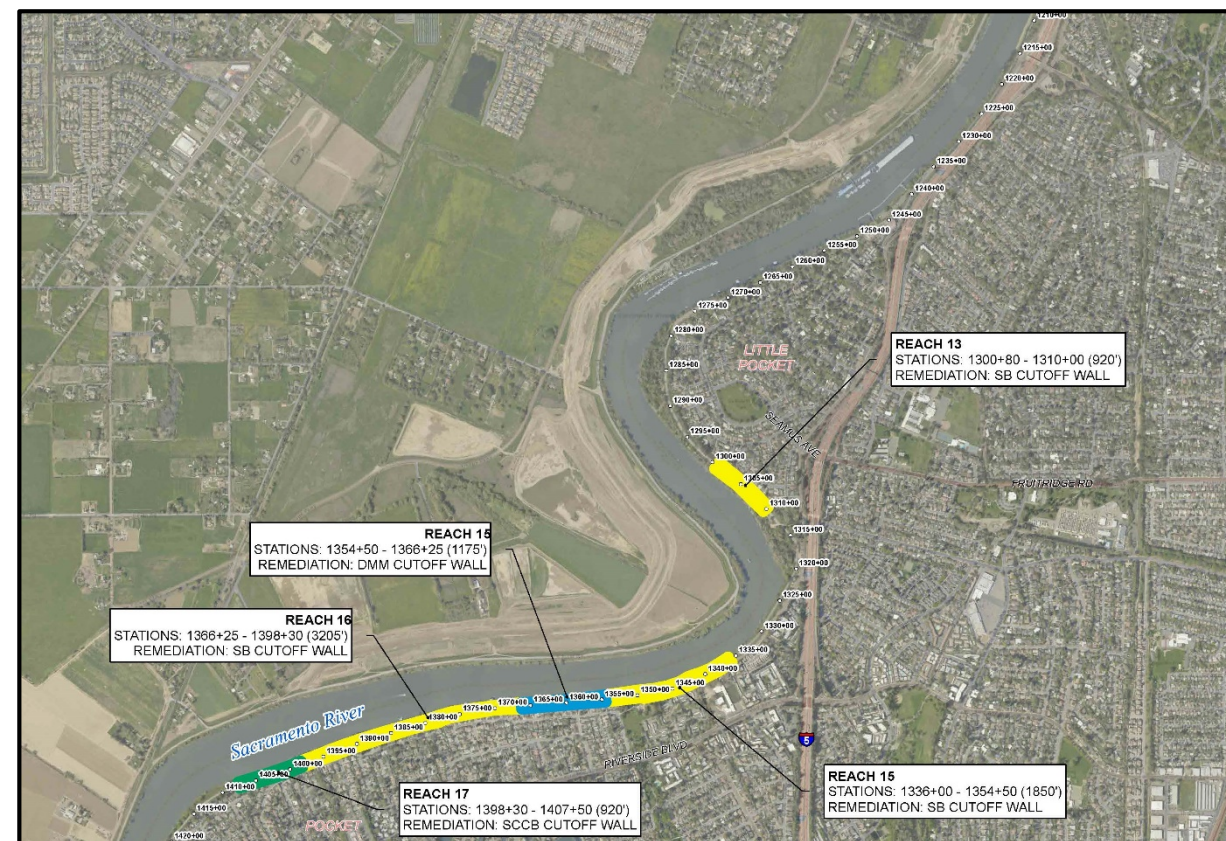 1210+00
1215+00
1220+00
1225+00
1230+00
1235+00
1240+00
1245+00
1250+00
1255+00
1260+00
1265+00
1270+00
1275+00
1280+00
1285+00
1290+00
1295+00
LITTLE
POCKET
SEAMUS AVE
REACH 13
STATIONS: 1300+80 - 1310+00 (920')
REMEDIATION: SB CUTOFF WALL
1300+00
1305+00
1310+00
FRUITRIDGE RD
1315+00
1320+00
1325+00
1330+00
1335+00
1340+00
1345+00
1350+00
1355+00
1360+00
1365+00
1370+00
1375+00
1380+00
1385+00
1390+00
1395+00
1400+00
1405+00
1410+00
1415+00
1420+00
REACH 15
STATIONS: 1354+50 - 1366+25 (1175')
REMEDIATION: DMM CUTOFF WALL
REACH 16
STATIONS: 1366+25 - 1398+30 (3205')
REMEDIATION: SB CUTOFF WALL
Sacramento River
RIVERSIDE BLVD
5
REACH 17
STATIONS: 1398+30 - 1407+50 (920')
REMEDIATION: SCCB CUTOFF WALL
REACH 15
STATIONS: 1336+00 - 1354+50 (1850')
REMEDIATION: SB CUTOFF WALL
POCKET